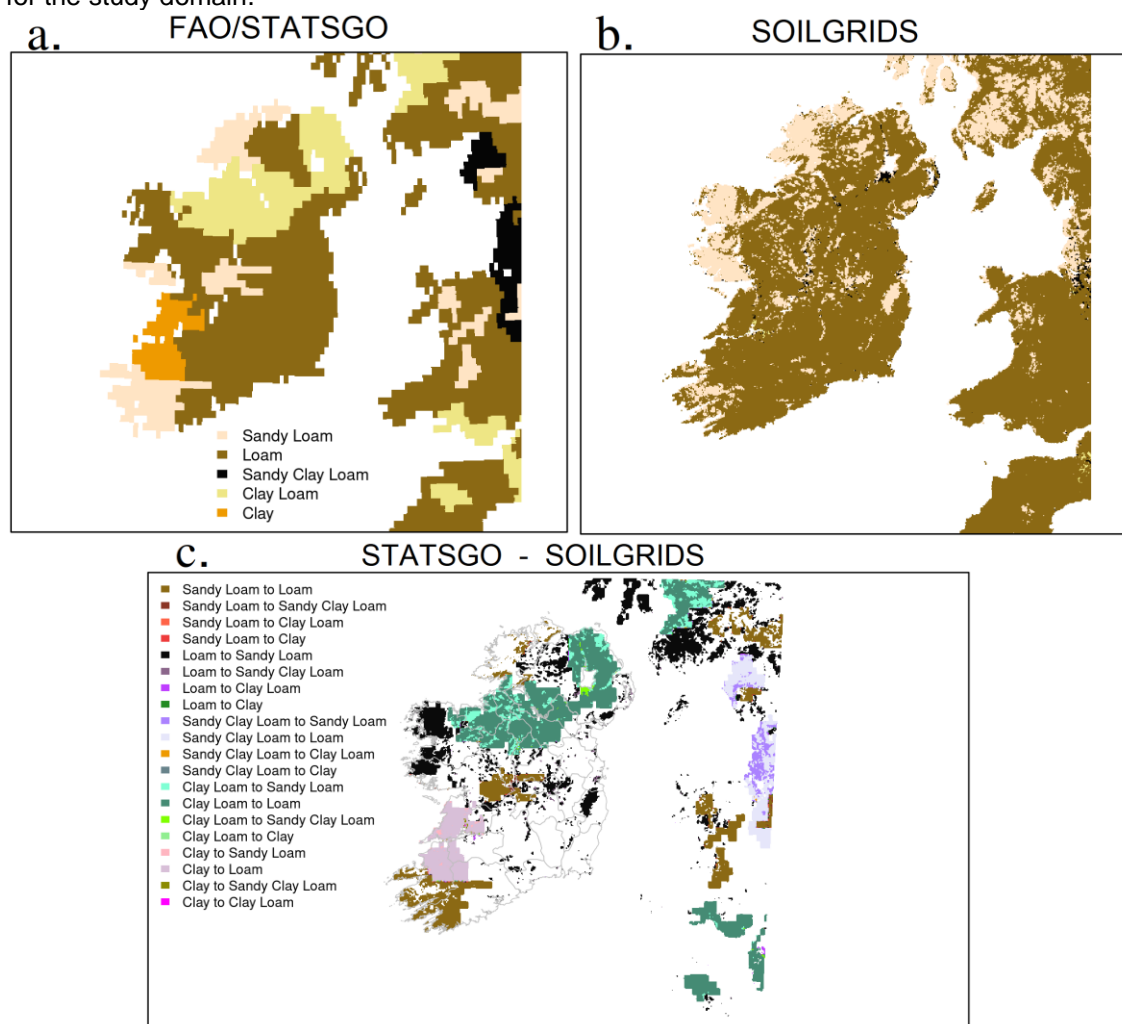 for the study domain.
a.
FAO/STATSGO
b.
SOILGRIDS
Sandy Loam
Loam
Sandy Clay Loam
Clay Loam
Clay
c.
STATSGO - SOILGRIDS
Sandy Loam to Loam
Sandy Loam to Sandy Clay Loam
Sandy Loam to Clay Loam
Sandy Loam to Clay
Loam to Sandy Loam
Loam to Sandy Clay Loam
Loam to Clay Loam
Loam to Clay
Sandy Clay Loam to Sandy Loam
Sandy Clay Loam to Loam
Sandy Clay Loam to Clay Loam
Sandy Clay Loam to Clay
Clay Loam to Sandy Loam
Clay Loam to Loam
Clay Loam to Sandy Clay Loam
Clay Loam to Clay
Clay to Sandy Loam
Clay to Loam
Clay to Sandy Clay Loam
Clay to Clay Loam